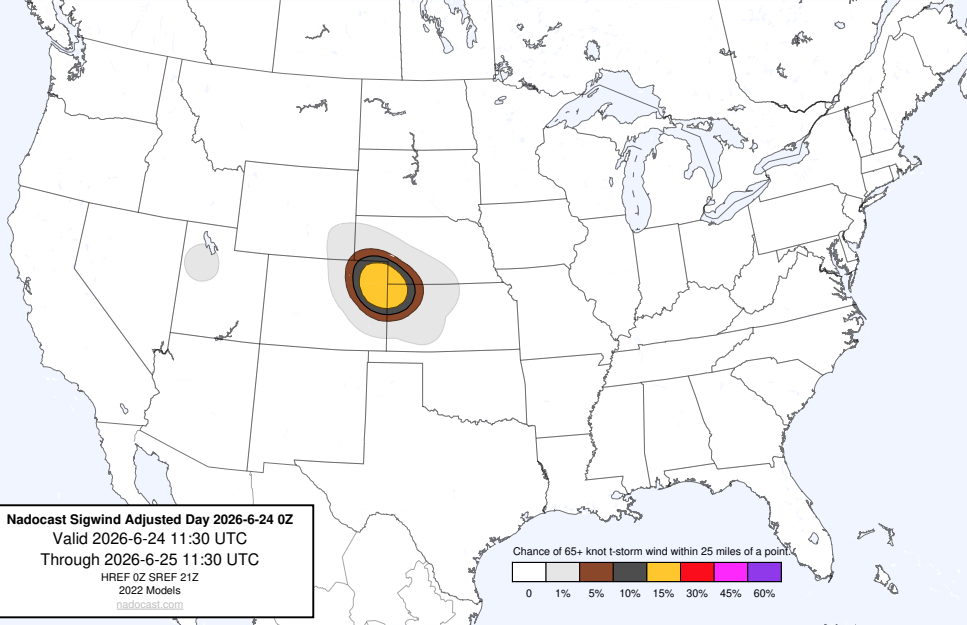 Nadocast Sigwind Adjusted Day 2026-6-24 0Z
Valid 2026-6-24 11:30 UTC
Through 2026-6-25 11:30 UTC
HREF 0Z SREF 21Z
2022 Models
nadocast.com
Chance of 65+ knot t-storm wind within 25 miles of a point.
0 1% 5% 10% 15% 30% 45% 60%